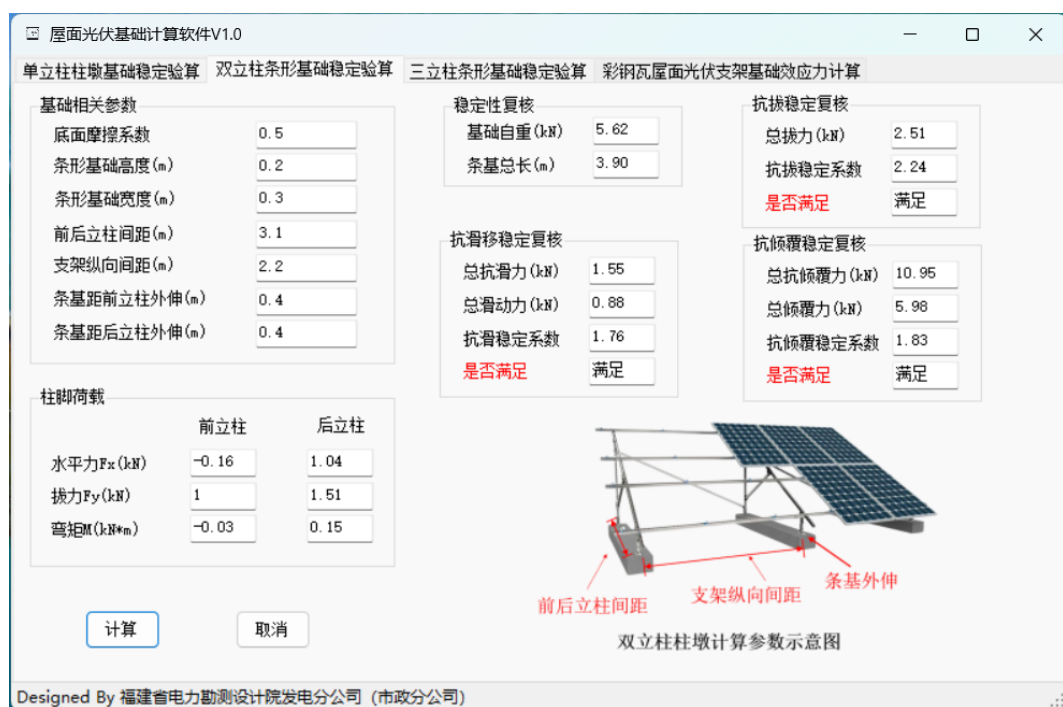 屋面光伏基础计算软件V1.0
单立柱柱墩基础稳定验算 双立柱条形基础稳定验算 三立柱条形基础稳定验算 彩钢瓦屋面光伏支架基础效应力计算
基础相关参数
底面摩擦系数 0.5
条形基础高度(m) 0.2
条形基础宽度(m) 0.3
前后立柱间距(m) 3.1
支架纵向间距(m) 2.2
条基距前立柱外伸(m) 0.4
条基距后立柱外伸(m) 0.4
柱脚荷载
前立柱 后立柱
水平力Fx(kN) -0.16 1.04
拔力Fy(kN) 1 1.51
弯矩M(kN*m) -0.03 0.15
计算 取消
稳定性复核
基础自重(kN) 5.62
条基总长(m) 3.90
抗滑移稳定复核
总抗滑力(kN) 1.55
总滑动力(kN) 0.88
抗滑稳定系数 1.76
是否满足 满足
抗拔稳定复核
总拔力(kN) 2.51
抗拔稳定系数 2.24
是否满足 满足
抗倾覆稳定复核
总抗倾覆力(kN) 10.95
总倾覆力(kN) 5.98
抗倾覆稳定系数 1.83
是否满足 满足
前后立柱间距
支架纵向间距
条基外伸
双立柱柱墩计算参数示意图
Designed By 福建省电力勘测设计院发电分公司（市政分公司）